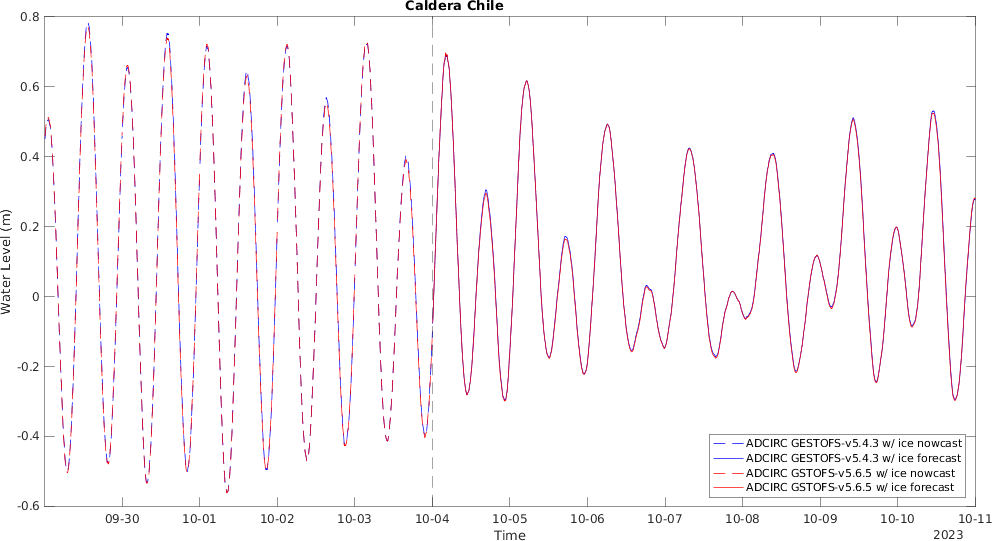 Caldera Chile
Water Level (m)
0.8
0.6
0.4
0.2
0
-0.2
-0.4
-0.6
ADCIRC GESTOFS-v5.4.3 w/ ice nowcast
ADCIRC GESTOFS-v5.4.3 w/ ice forecast
ADCIRC GSTOFS-v5.6.5 w/ ice nowcast
ADCIRC GSTOFS-v5.6.5 w/ ice forecast
09-30 10-01 10-02 10-03 10-04 10-05 10-06 10-07 10-08 10-09 10-10 10-11
Time
2023